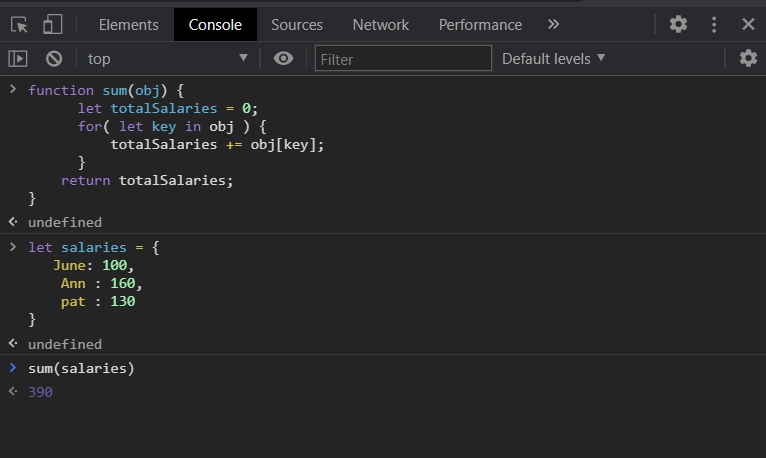 Elements Console Sources Network Performance »
top Filter Default levels
function sum(obj) {
let totalSalaries = 0;
for( let key in obj ) {
totalSalaries += obj[key];
}
return totalSalaries;
}
undefined
let salaries = {
June: 100,
Ann : 160,
pat : 130
}
undefined
sum(salaries)
390